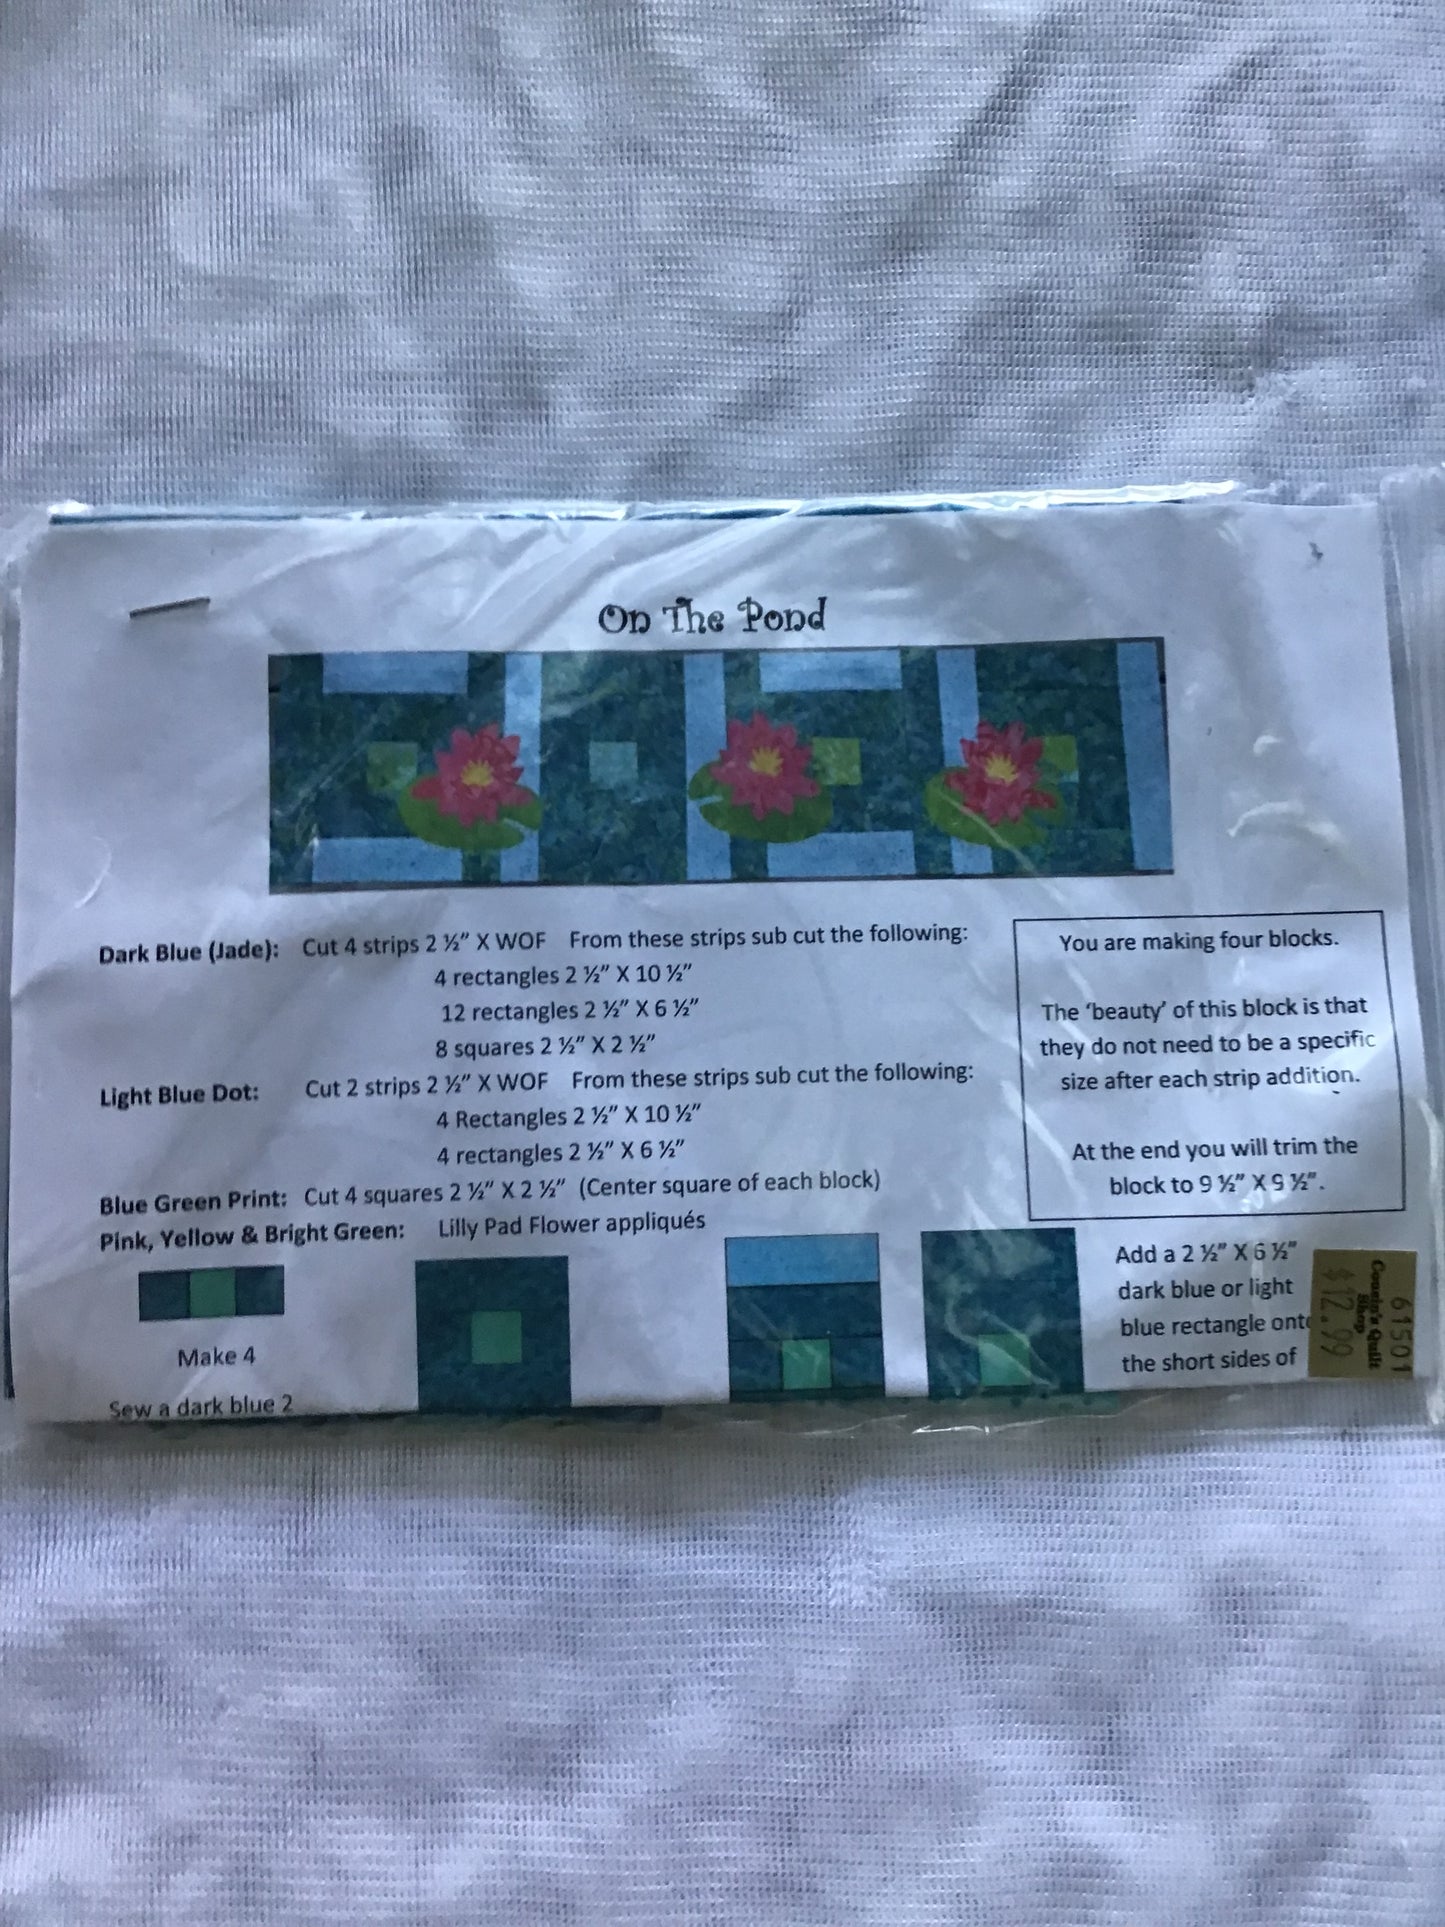 On The Pond
Dark Blue (Jade): Cut 4 strips 2 ½” X WOF From these strips sub cut the following:
4 rectangles 2 ½” X 10 ½”
12 rectangles 2 ½” X 6 ½”
8 squares 2 ½” X 2 ½”
Light Blue Dot: Cut 2 strips 2 ½” X WOF From these strips sub cut the following:
4 Rectangles 2 ½” X 10 ½”
4 rectangles 2 ½” X 6 ½”
Blue Green Print: Cut 4 squares 2 ½” X 2 ½” (Center square of each block)
Pink, Yellow & Bright Green: Lilly Pad Flower appliqués
You are making four blocks.
The ‘beauty’ of this block is that
they do not need to be a specific
size after each strip addition.
At the end you will trim the
block to 9 ½” X 9 ½”.
Make 4
Sew a dark blue 2
Add a 2 ½” X 6 ½”
dark blue or light
blue rectangle onto
the short sides of
61501
Cousin's Quilt
Shop
$12.99